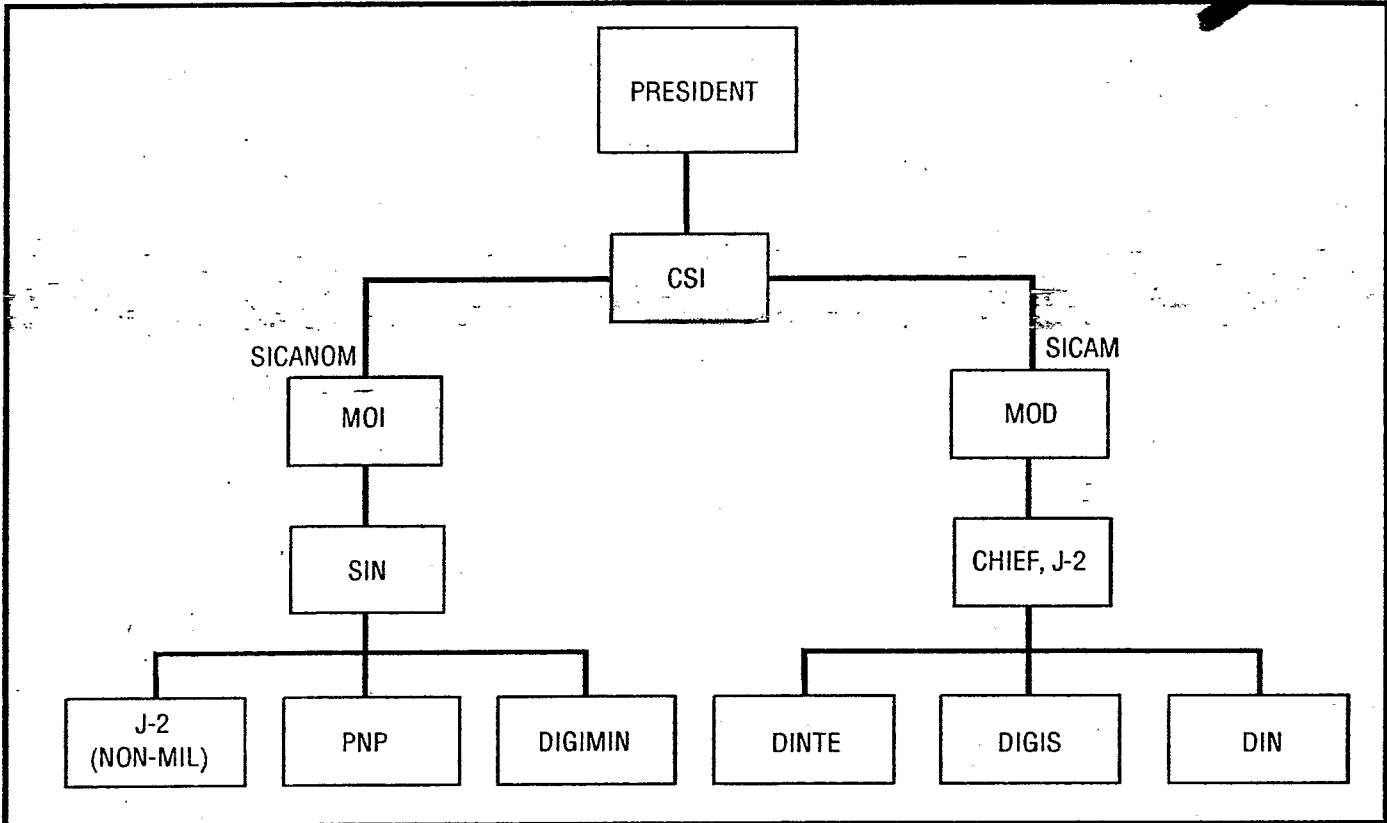 PRESIDENT
CSI
SICANOM
SICAM
MOI
MOD
SIN
CHIEF, J-2
J-2
(NON-MIL)
PNP
DIGIMIN
DINTE
DIGIS
DIN